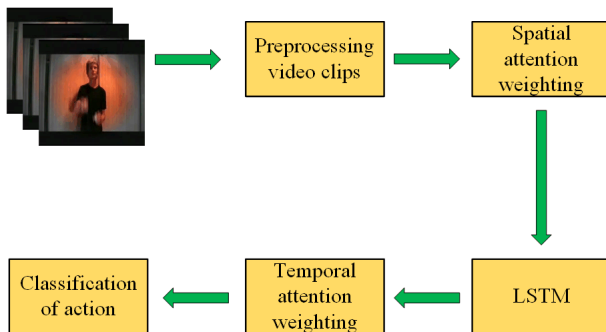 Preprocessing
video clips
Spatial
attention
weighting
LSTM
Temporal
attention
weighting
Classification
of action